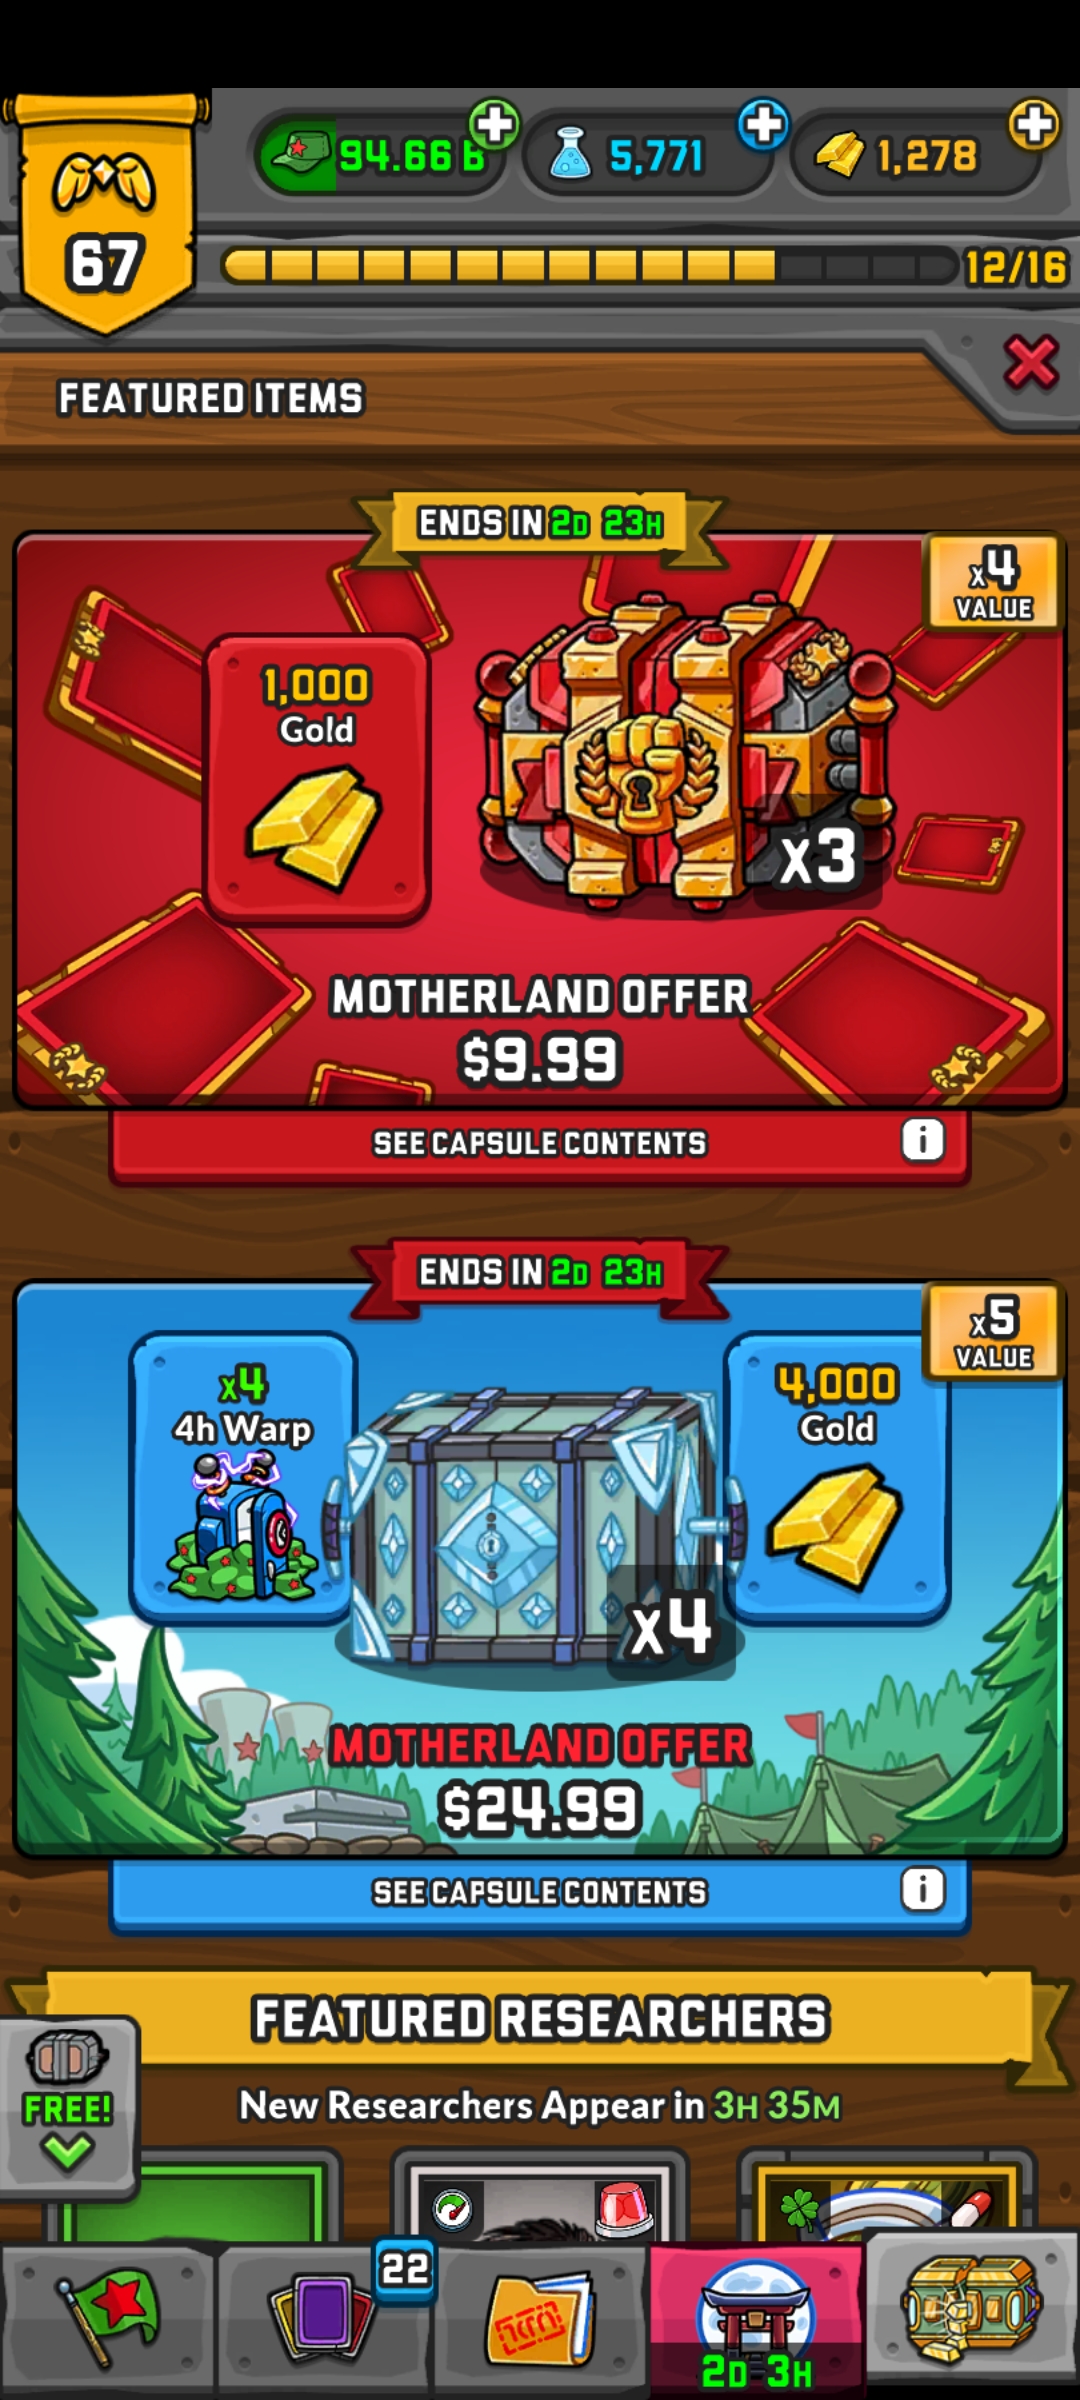 94.66 B
5,771
1,278
67
12/16
FEATURED ITEMS
ENDS IN 2D 23H
x4
VALUE
1,000
Gold
x3
MOTHERLAND OFFER
$9.99
SEE CAPSULE CONTENTS
i
ENDS IN 2D 23H
x5
VALUE
x4
4h Warp
4,000
Gold
x4
MOTHERLAND OFFER
$24.99
SEE CAPSULE CONTENTS
i
FEATURED RESEARCHERS
FREE!
New Researchers Appear in 3H 35M
22
2D 3H